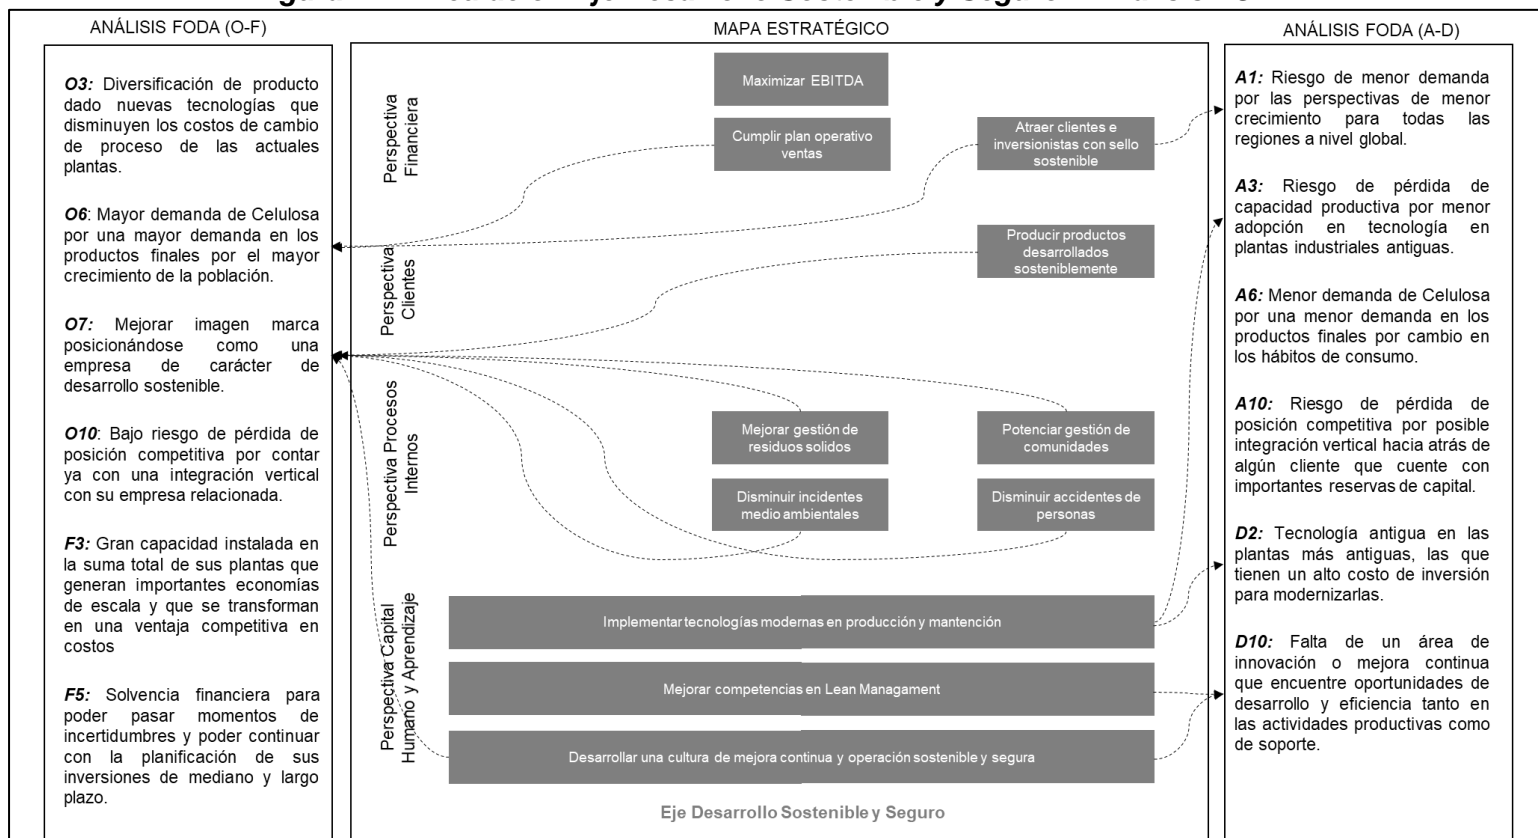 ANÁLISIS FODA (O-F)
O3: Diversificación de producto
dado nuevas tecnologías que
disminuyen los costos de cambio
de proceso de las actuales
plantas.
O6: Mayor demanda de Celulosa
por una mayor demanda en los
productos finales por el mayor
crecimiento de la población.
O7: Mejorar imagen marca
posicionándose como una
empresa de carácter de
desarrollo sostenible.
O10: Bajo riesgo de pérdida de
posición competitiva por contar
ya con una integración vertical
con su empresa relacionada.
F3: Gran capacidad instalada en
la suma total de sus plantas que
generan importantes economías
de escala y que se transforman
en una ventaja competitiva en
costos
F5: Solvencia financiera para
poder pasar momentos de
incertidumbres y poder continuar
con la planificación de sus
inversiones de mediano y largo
plazo.
MAPA ESTRATÉGICO
Perspectiva
Financiera
Maximizar EBITDA
Cumplir plan operativo
ventas
Atraer clientes e
inversionistas con sello
sostenible
Perspectiva
Clientes
Producir productos
desarrollados
sosteniblemente
Perspectiva Procesos
Internos
Mejorar gestión de
residuos solidos
Potenciar gestión de
comunidades
Disminuir incidentes
medio ambientales
Disminuir accidentes de
personas
Perspectiva Capital
Humano y Aprendizaje
Implementar tecnologías modernas en producción y mantención
Mejorar competencias en Lean Managament
Desarrollar una cultura de mejora continua y operación sostenible y segura
Eje Desarrollo Sostenible y Seguro
ANÁLISIS FODA (A-D)
A1: Riesgo de menor demanda
por las perspectivas de menor
crecimiento para todas las
regiones a nivel global.
A3: Riesgo de pérdida de
capacidad productiva por menor
adopción en tecnología en
plantas industriales antiguas.
A6: Menor demanda de Celulosa
por una menor demanda en los
productos finales por cambio en
los hábitos de consumo.
A10: Riesgo de pérdida de
posición competitiva por posible
integración vertical hacia atrás de
algún cliente que cuente con
importantes reservas de capital.
D2: Tecnología antigua en las
plantas más antiguas, las que
tienen un alto costo de inversión
para modernizarlas.
D10: Falta de un área de
innovación o mejora continua
que encuentre oportunidades de
desarrollo y eficiencia tanto en
las actividades productivas como
de soporte.